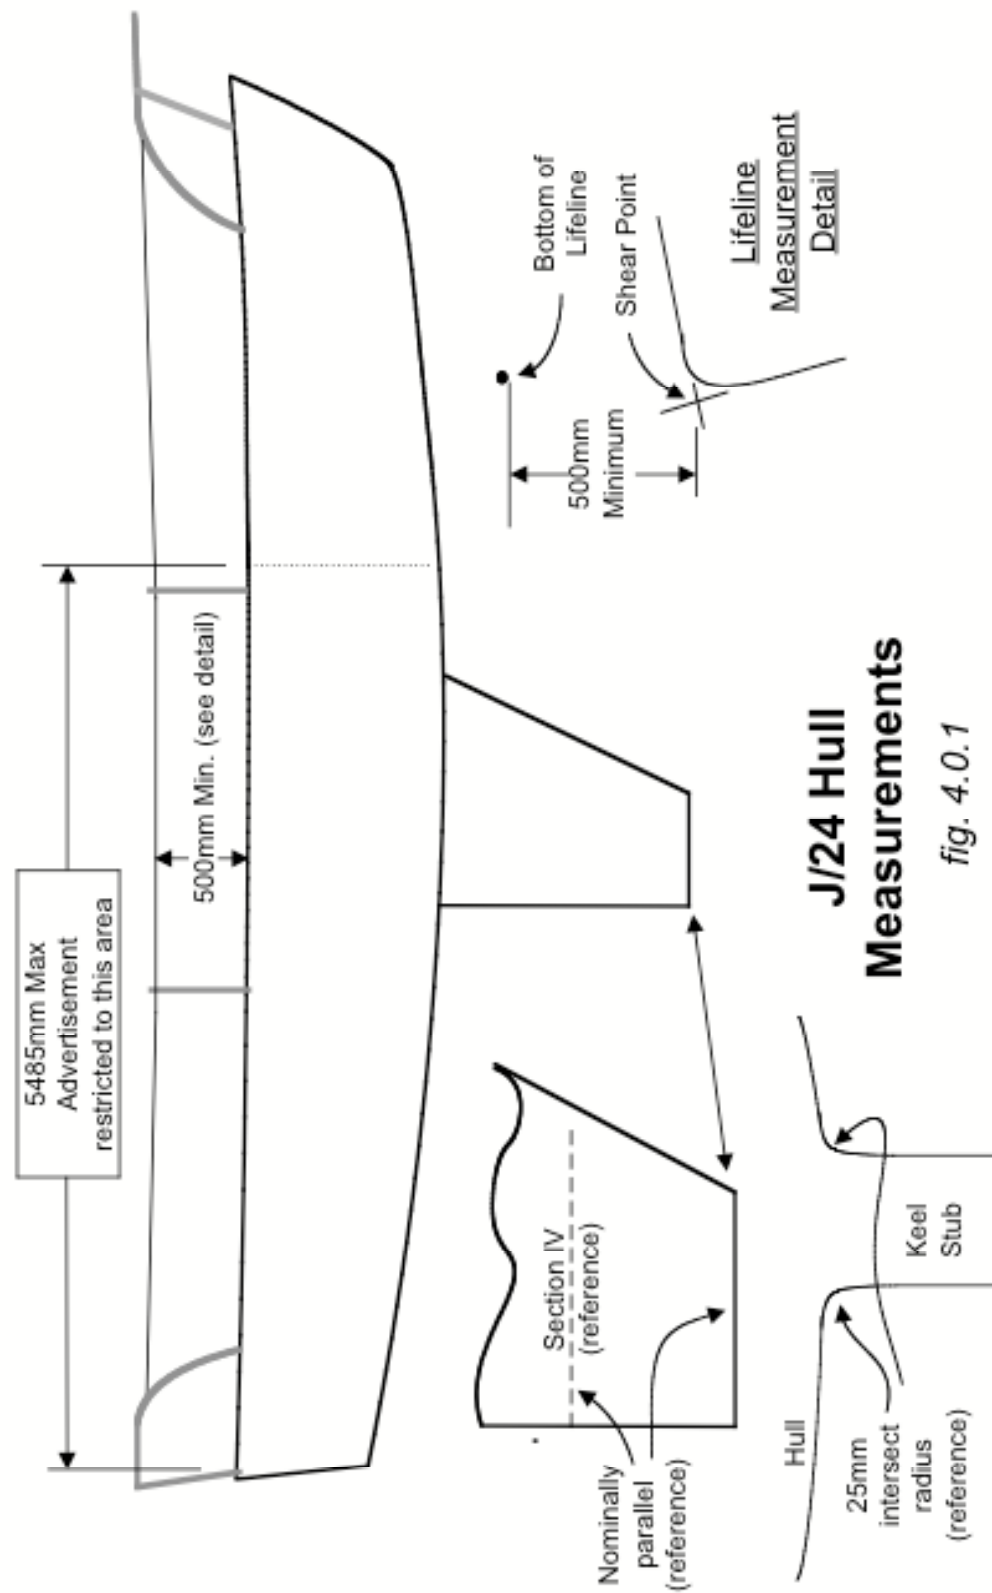 5485mm Max
Advertisement
restricted to this area
500mm Min. (see detail)
Bottom of
Lifeline
Shear Point
500mm
Minimum
Lifeline
Measurement
Detail
Section IV
(reference)
Nominally
parallel
(reference)
Hull
25mm
intersect
radius
(reference)
Keel
Stub
J/24 Hull
Measurements
fig. 4.0.1